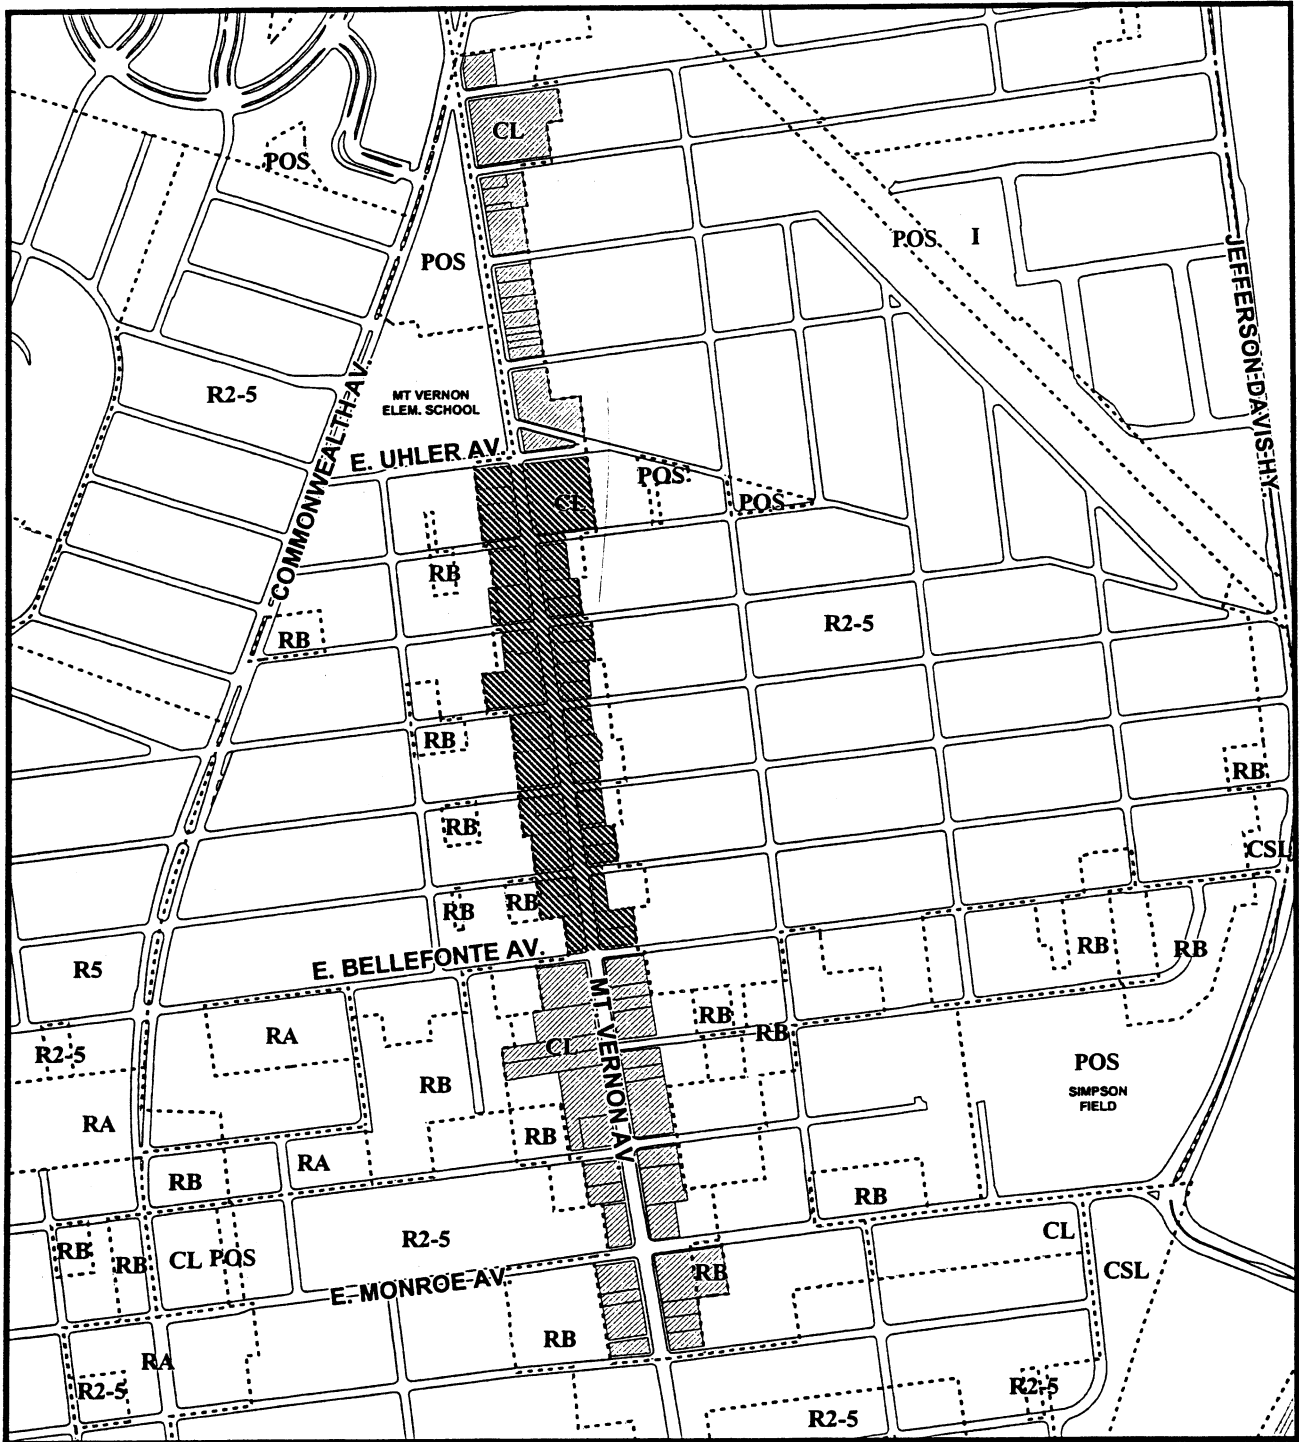 CL
POS
POS
POS
I
JEFFERSON DAVIS HY
R2-5
MT VERNON
ELEM. SCHOOL
COMMONWEALTH AV
E. UHLER AV.
CL
POS
POS
RB
RB
R2-5
RB
RB
RB
CSL
RB
RB
E. BELLEFONTE AV.
RB
RB
R5
MT. VERNON AV
RA
RB
RB
R2-5
CL
POS
SIMPSON
FIELD
RB
RA
RB
RA
RB
RB
R2-5
CL
RB
RB
CL
POS
RB
CSL
E. MONROE AV.
RB
RA
R2-5
R2-5
R2-5